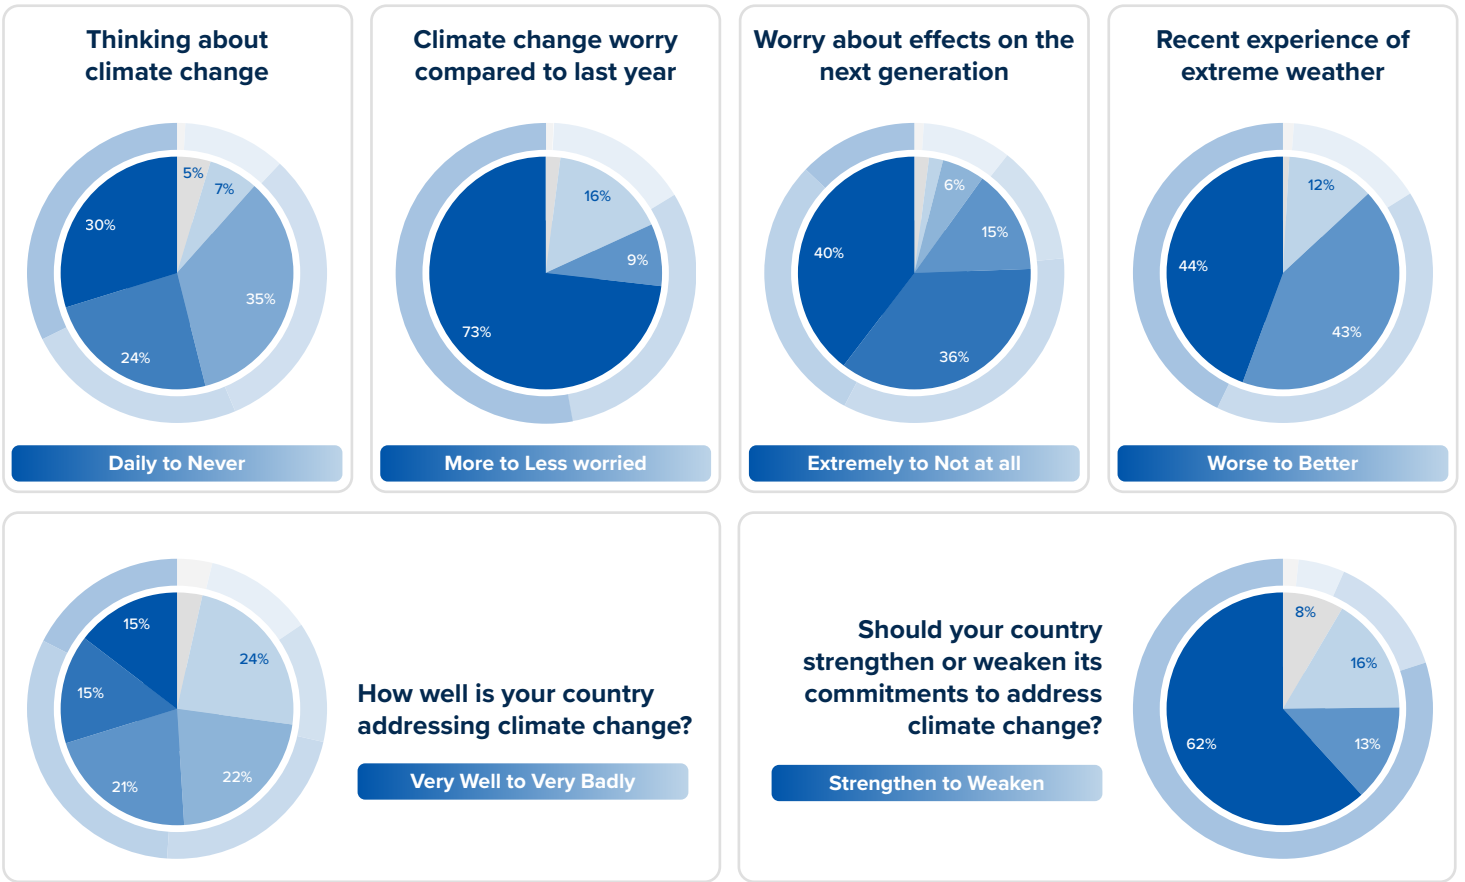 Thinking about
climate change
5%
7%
30%
35%
24%
Daily to Never
Climate change worry
compared to last year
16%
9%
73%
More to Less worried
Worry about effects on the
next generation
6%
15%
40%
36%
Extremely to Not at all
Recent experience of
extreme weather
12%
44%
43%
Worse to Better
15%
24%
15%
22%
21%
How well is your country
addressing climate change?
Very Well to Very Badly
Should your country
strengthen or weaken its
commitments to address
climate change?
Strengthen to Weaken
8%
16%
13%
62%